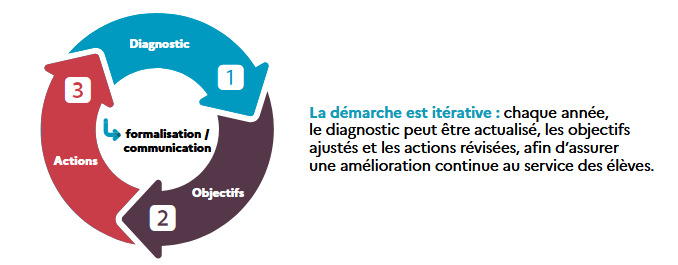 Diagnostic
1
3
formalisation /
communication
Actions
Objectifs
2
La démarche est itérative : chaque année,
le diagnostic peut être actualisé, les objectifs
ajustés et les actions révisées, afin d’assurer
une amélioration continue au service des élèves.